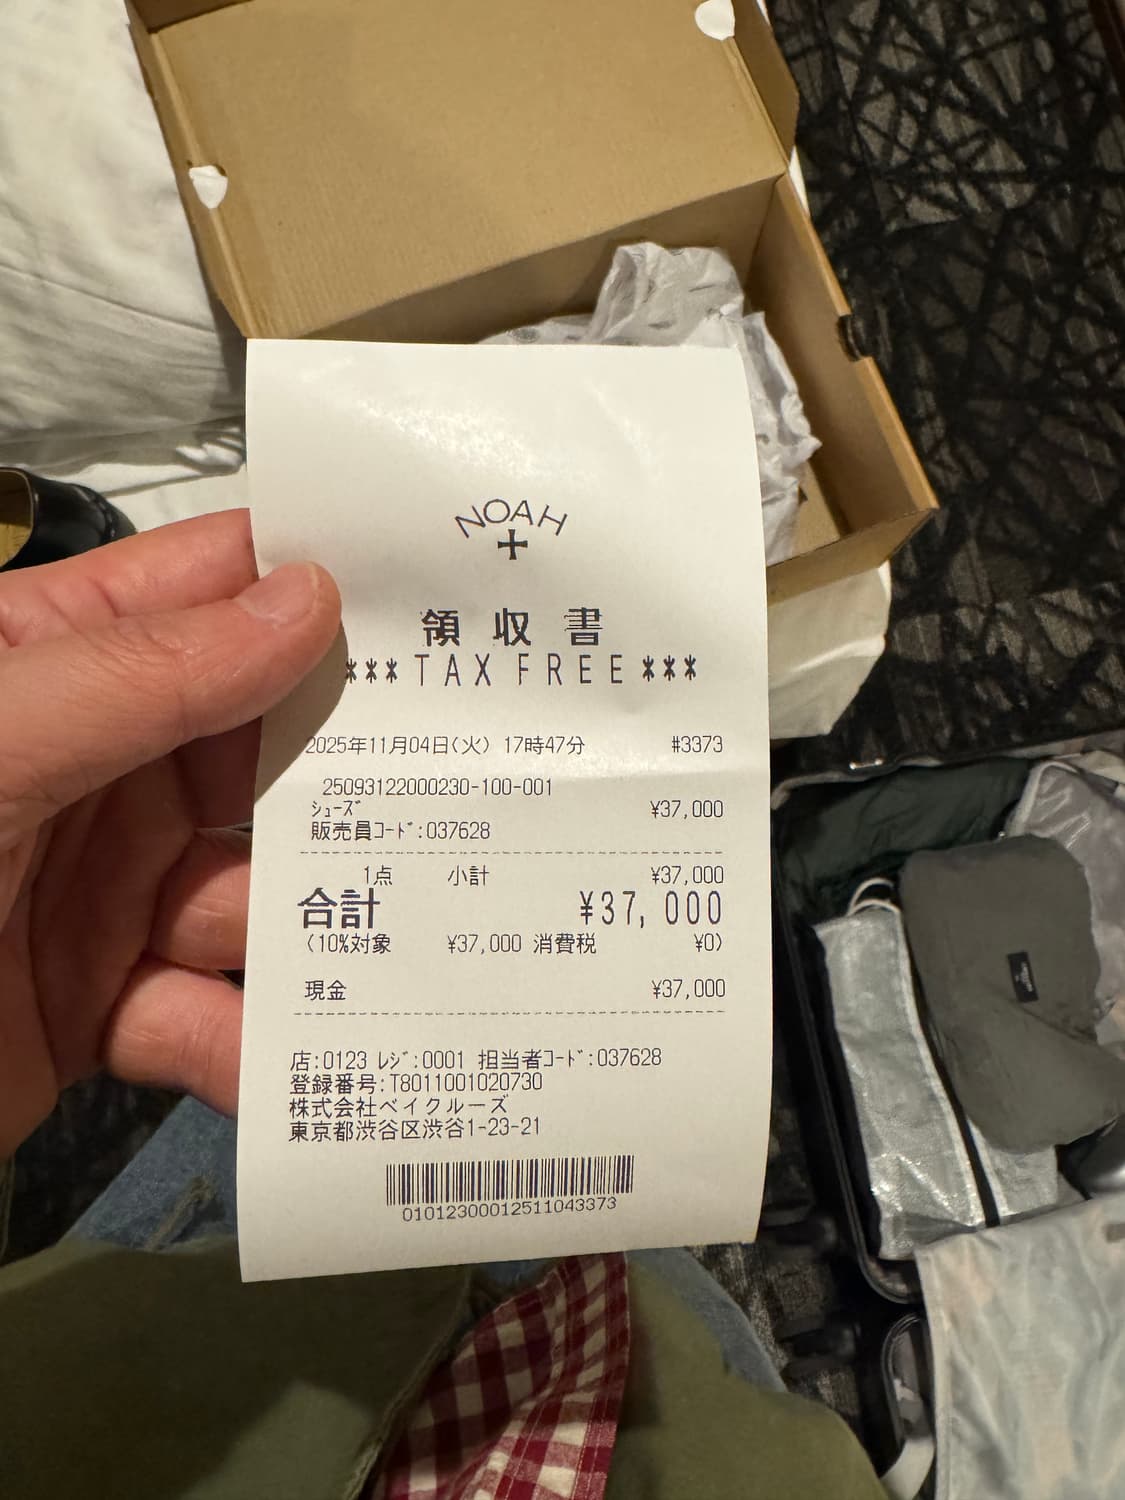 NOAH
領収書
***TAX FREE***
2025年11月04日(火) 17時47分 #3373
25093122000230-100-001
シューズ ¥37,000
販売員コード:037628
1点 小計 ¥37,000
合計 ¥37,000
(10%対象 ¥37,000 消費税 ¥0)
現金 ¥37,000
店:0123 レジ:0001 担当者コード:037628
登録番号:T8011001020730
株式会社ベイクルーズ
東京都渋谷区渋谷1-23-21
01012300012511043373